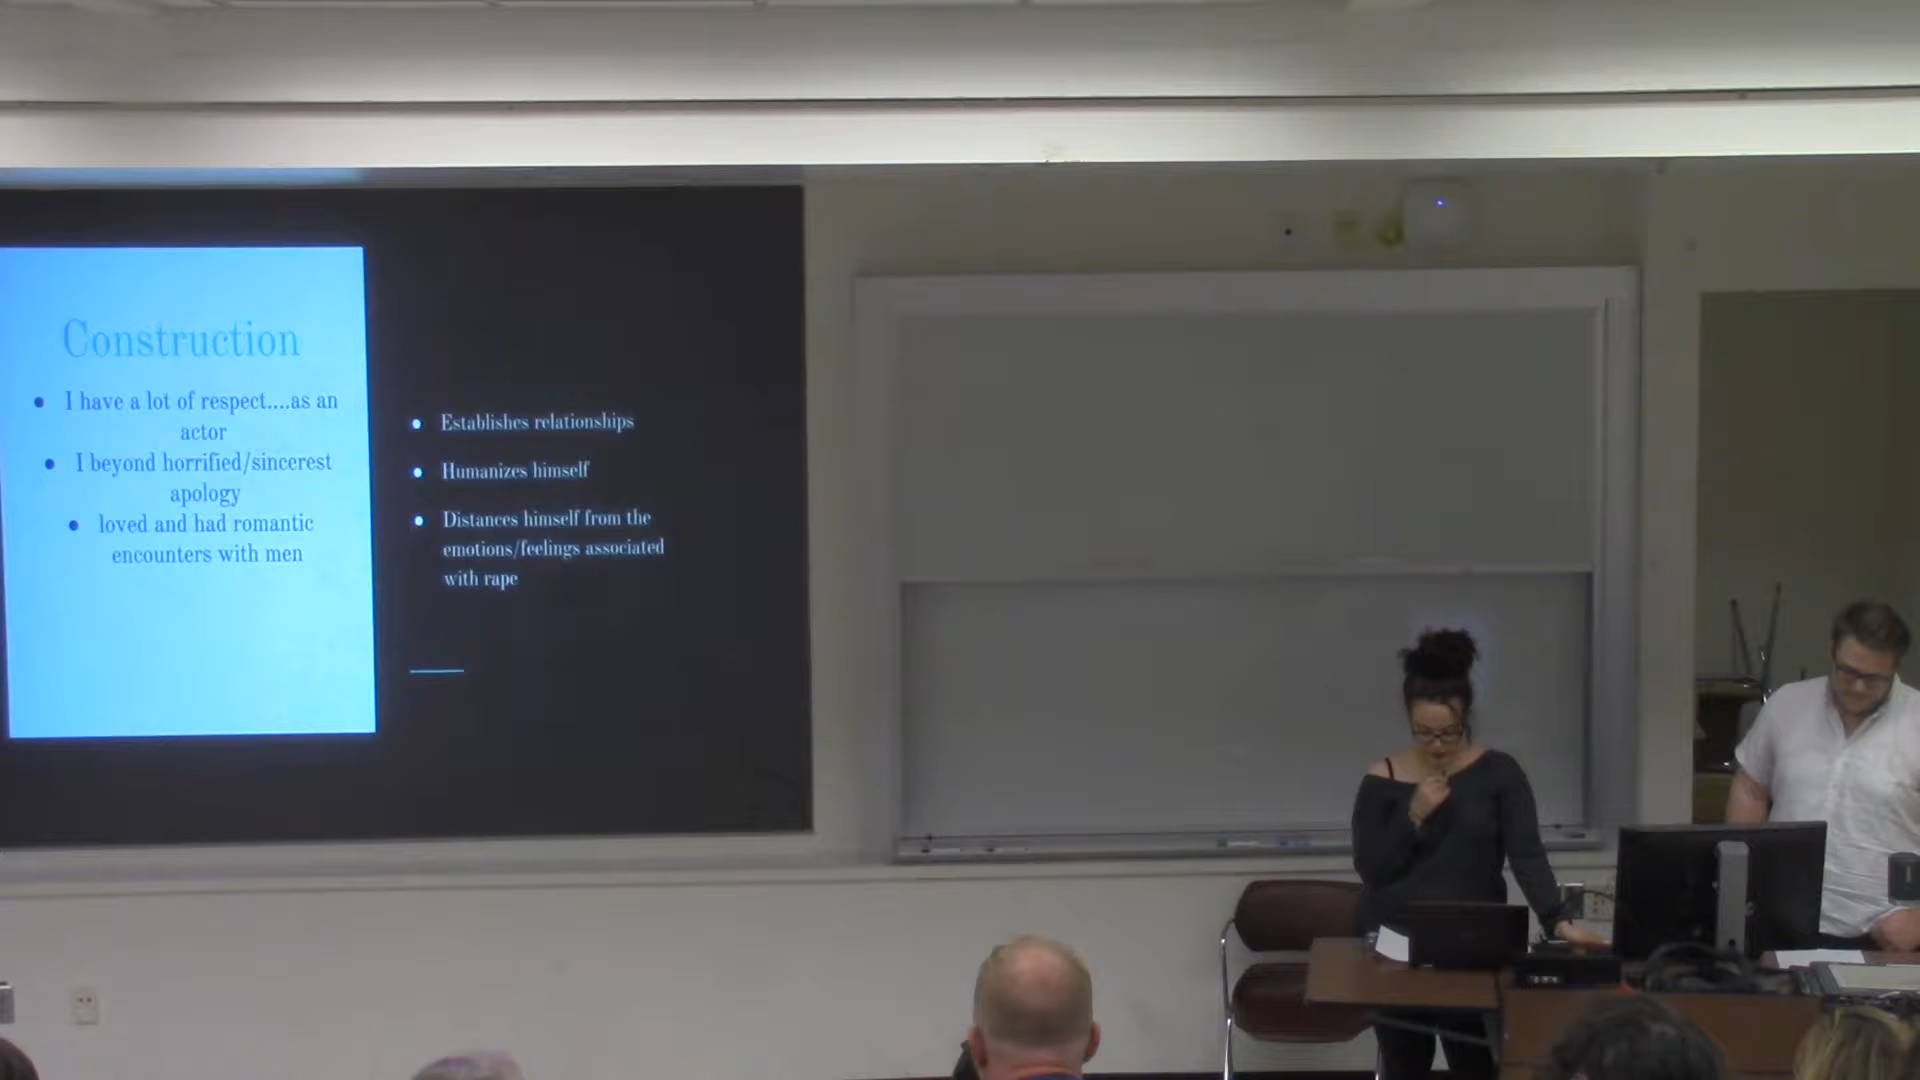 Construction
● I have a lot of respect....as an
actor
● I beyond horrified/sincerest
apology
● loved and had romantic
encounters with men
● Establishes relationships
● Humanizes himself
● Distances himself from the
emotions/feelings associated
with rape